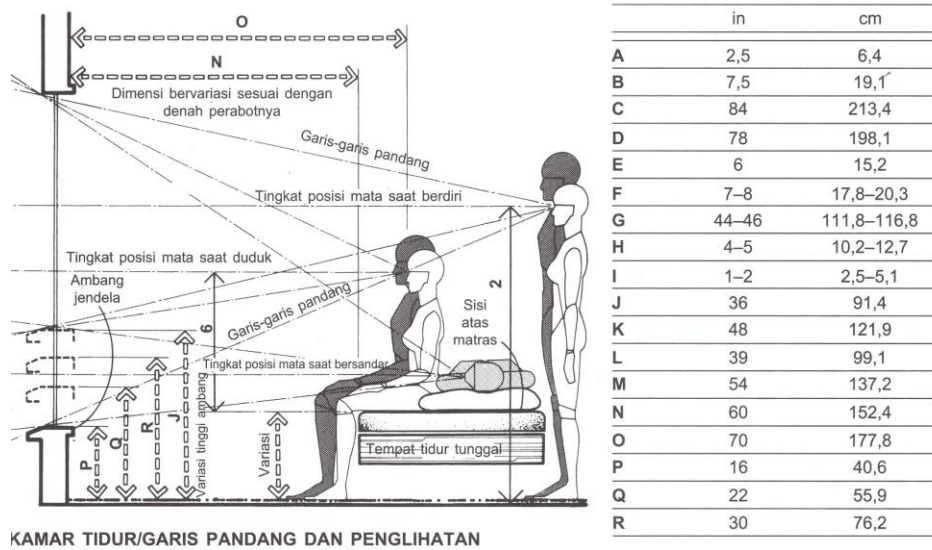 O
N
Dimensi bervariasi sesuai dengan
denah perabotnya
Garis-garis pandang
Tingkat posisi mata saat berdiri
Tingkat posisi mata saat duduk
Ambang
jendela
2
Sisi
atas
matras
6
Garis-garis pandang
Tingkat posisi mata saat bersandar
P
Q
R
J
Variasi tinggi ambang
Variasi
Tempat tidur tunggal
KAMAR TIDUR/GARIS PANDANG DAN PENGLIHATAN
in cm
A 2,5 6,4
B 7,5 19,1
C 84 213,4
D 78 198,1
E 6 15,2
F 7–8 17,8–20,3
G 44–46 111,8–116,8
H 4–5 10,2–12,7
I 1–2 2,5–5,1
J 36 91,4
K 48 121,9
L 39 99,1
M 54 137,2
N 60 152,4
O 70 177,8
P 16 40,6
Q 22 55,9
R 30 76,2